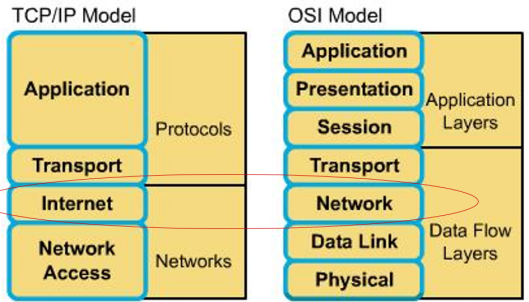 TCP/IP Model
Application
Transport
Internet
Network
Access
Protocols
Networks
OSI Model
Application
Presentation
Session
Transport
Network
Data Link
Physical
Application
Layers
Data Flow
Layers